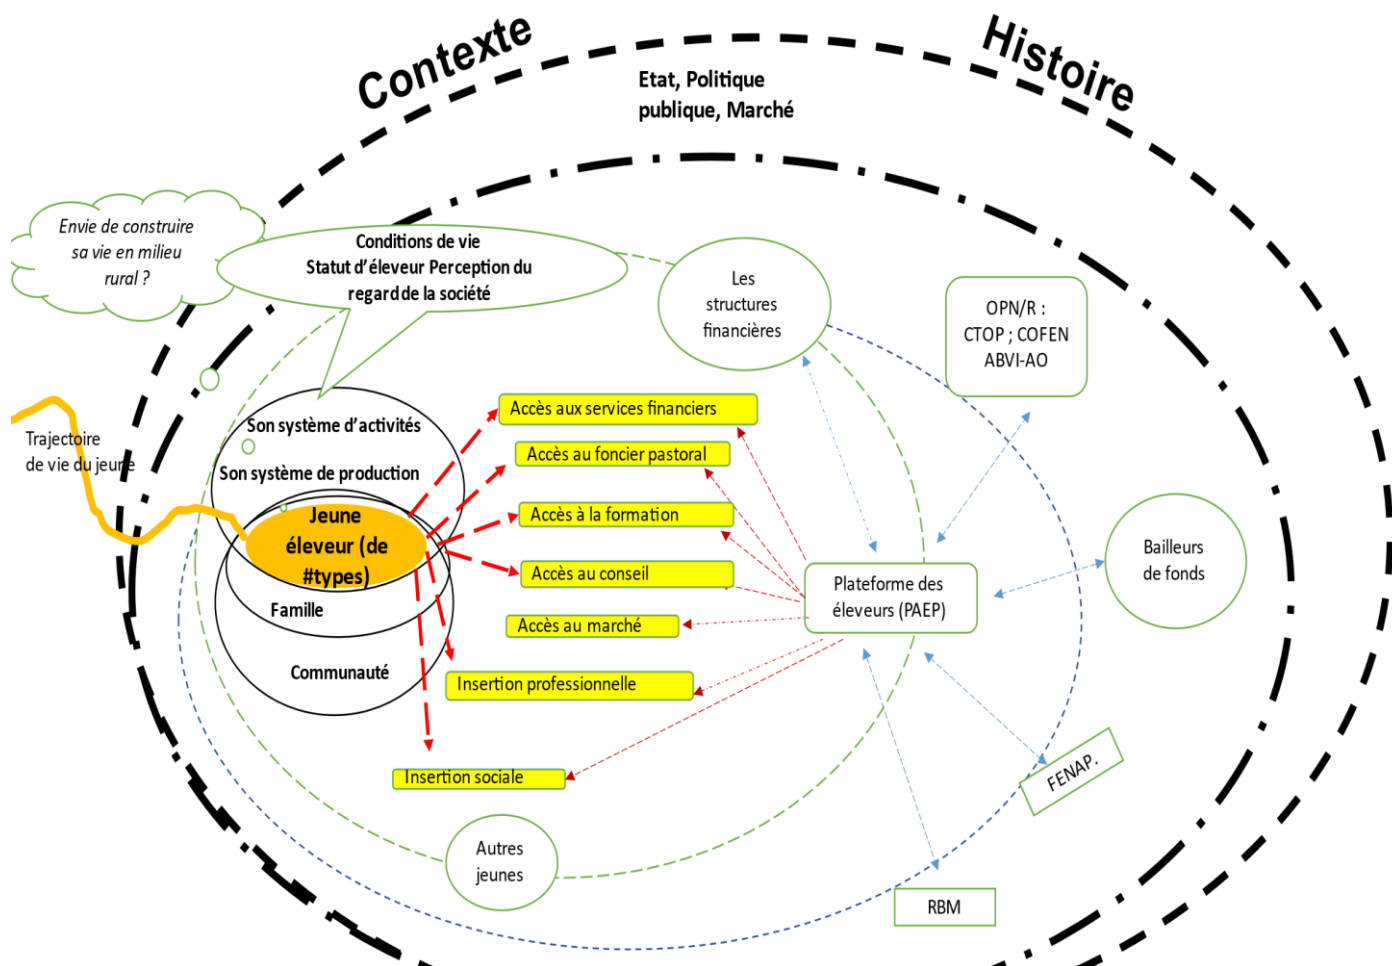 Contexte
Histoire
Etat, Politique
publique, Marché
Envie de construire
sa vie en milieu
rural ?
Conditions de vie
Statut d'éleveur Perception du
regard de la société
Les
structures
financières
OPN/R :
CTOP ; COFEN
ABVI-AO
Trajectoire
de vie du jeune
Son système d'activités
Son système de production
Jeune
éleveur (de
#types)
Famille
Communauté
Accès aux services financiers
Accès au foncier pastoral
Accès à la formation
Accès au conseil
Accès au marché
Insertion professionnelle
Insertion sociale
Plateforme des
éleveurs (PAEP)
Bailleurs
de fonds
FENAP.
RBM
Autres
jeunes